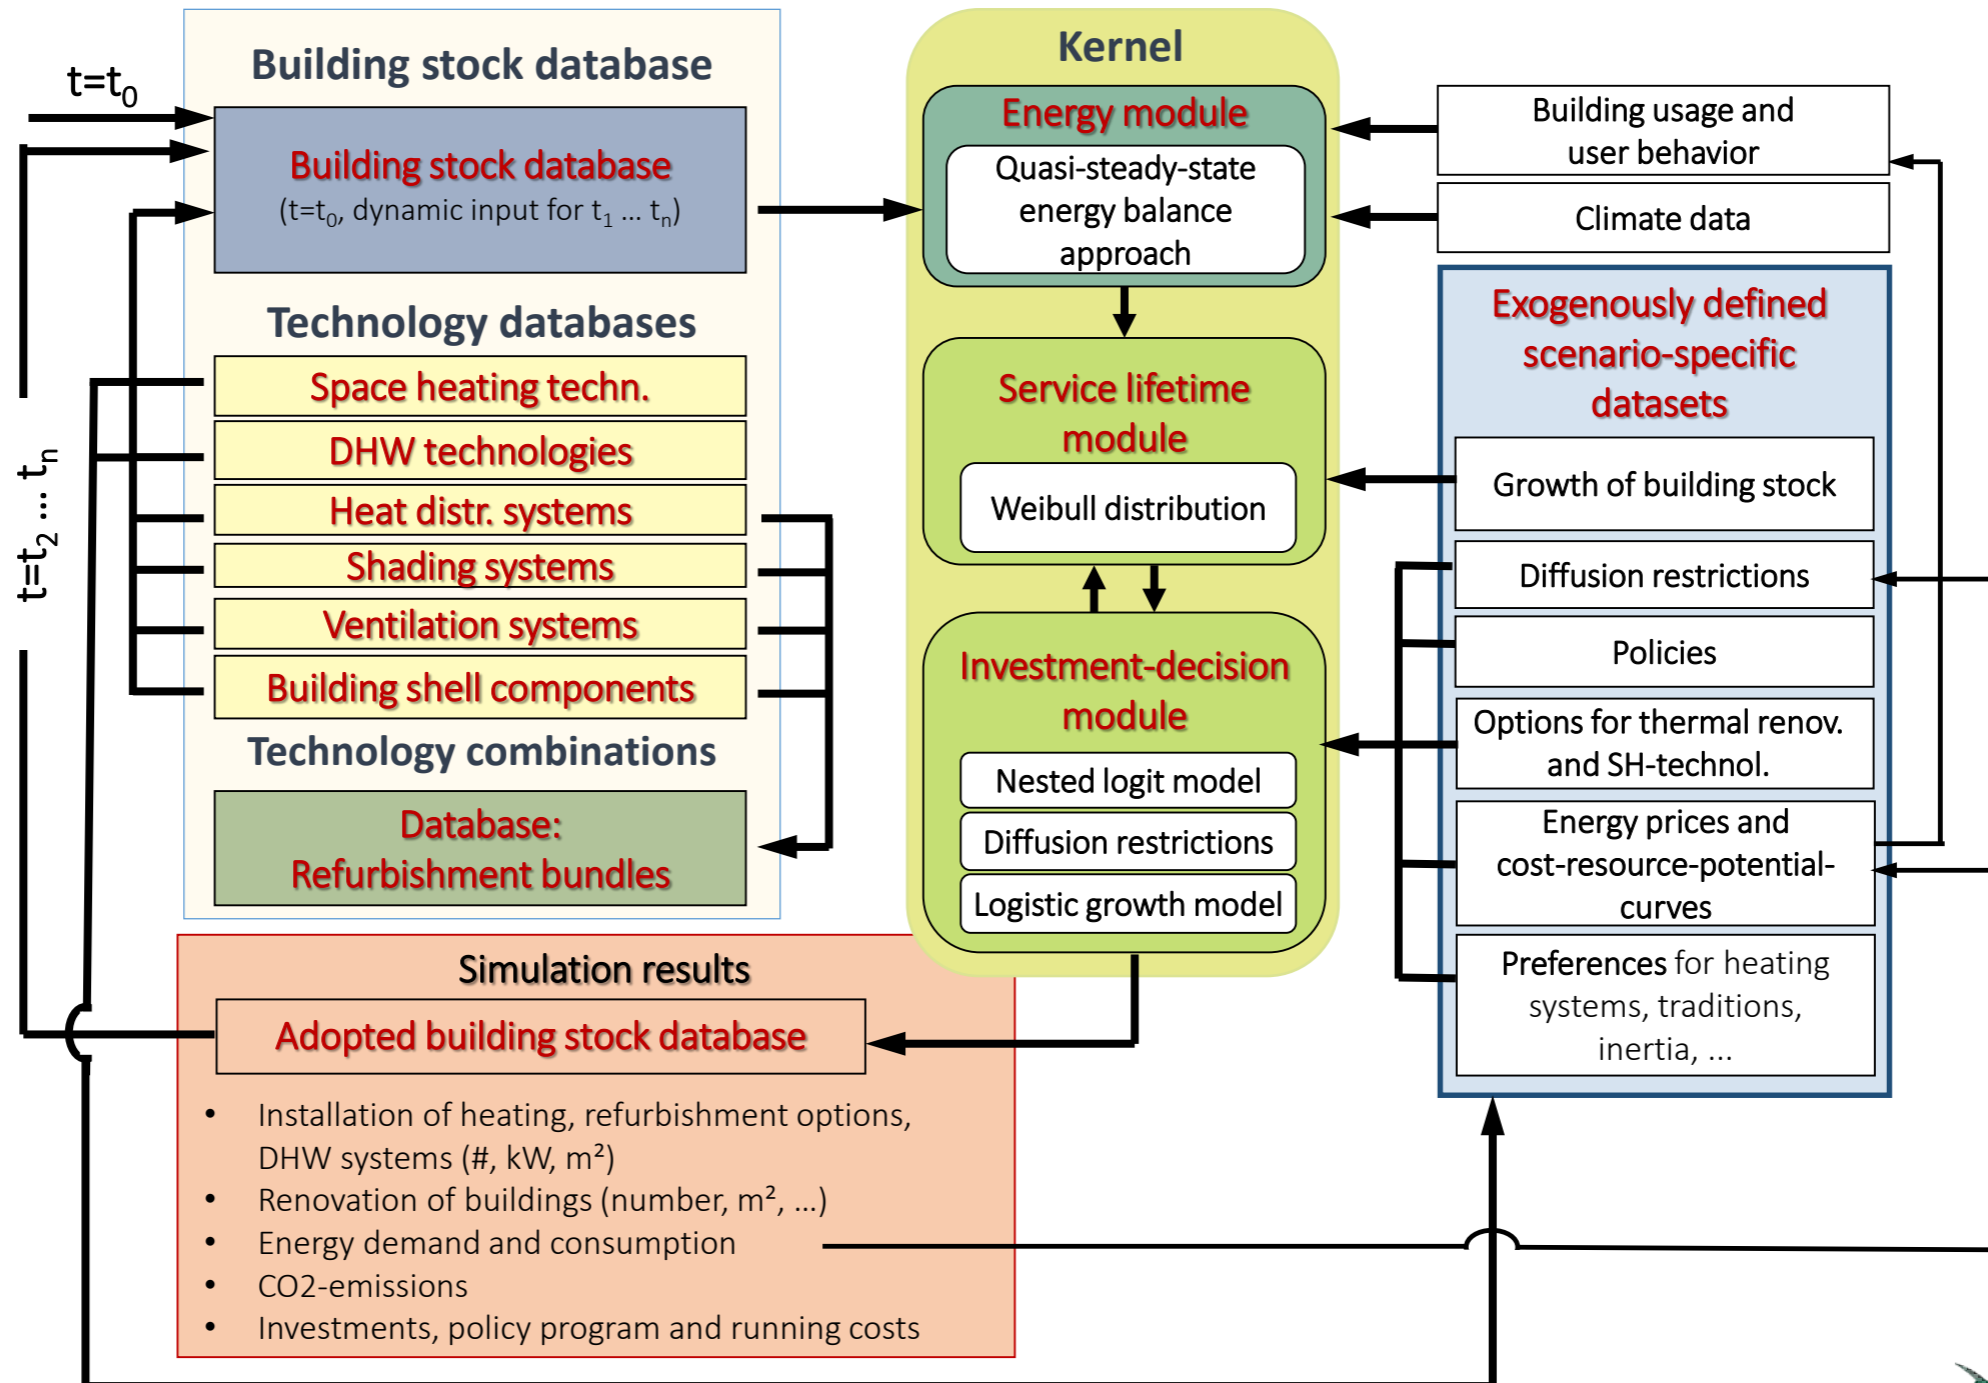 t=t0
t=t2 ... tn
Building stock database
Building stock database
(t=t0, dynamic input for t1 ... tn)
Technology databases
Space heating techn.
DHW technologies
Heat distr. systems
Shading systems
Ventilation systems
Building shell components
Technology combinations
Database:
Refurbishment bundles
Kernel
Energy module
Quasi-steady-state
energy balance
approach
Service lifetime
module
Weibull distribution
Investment-decision
module
Nested logit model
Diffusion restrictions
Logistic growth model
Building usage and
user behavior
Climate data
Exogenously defined
scenario-specific
datasets
Growth of building stock
Diffusion restrictions
Policies
Options for thermal renov.
and SH-technol.
Energy prices and
cost-resource-potential-
curves
Preferences for heating
systems, traditions,
inertia, ...
Simulation results
Adopted building stock database
• Installation of heating, refurbishment options,
DHW systems (#, kW, m²)
• Renovation of buildings (number, m², ...)
• Energy demand and consumption
• CO2-emissions
• Investments, policy program and running costs